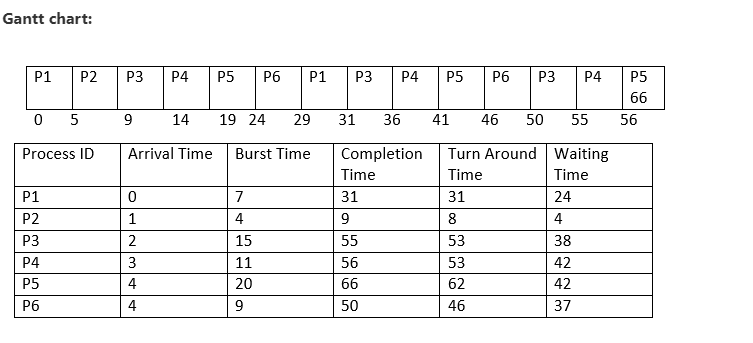 Gantt chart:
P1 P2 P3 P4 P5 P6 P1 P3 P4 P5 P6 P3 P4 P5
66
0 5 9 14 19 24 29 31 36 41 46 50 55 56
Process ID Arrival Time Burst Time Completion Time Turn Around Time Waiting Time
P1 0 7 31 31 24
P2 1 4 9 8 4
P3 2 15 55 53 38
P4 3 11 56 53 42
P5 4 20 66 62 42
P6 4 9 50 46 37